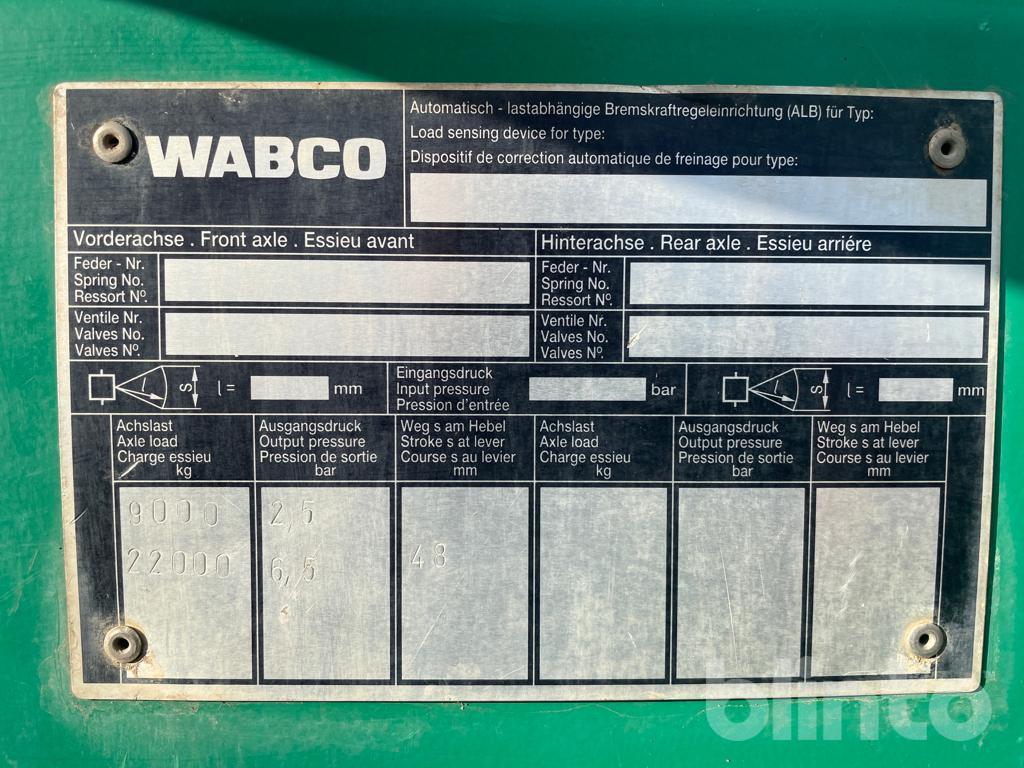 WABCO
Automatisch - lastabhängige Bremskraftregeleinrichtung (ALB) für Typ:
Load sensing device for type:
Dispositif de correction automatique de freinage pour type:
Vorderachse . Front axle . Essieu avant
Hinterachse . Rear axle . Essieu arriére
Feder - Nr.
Spring No.
Ressort Nº.
Feder - Nr.
Spring No.
Ressort Nº.
Ventile Nr.
Valves No.
Valves Nº.
Ventile Nr.
Valves No.
Valves Nº.
l s l = mm
Eingangsdruck
Input pressure
Pression d'entrée
bar
l s l = mm
Achslast
Axle load
Charge essieu
kg
Ausgangsdruck
Output pressure
Pression de sortie
bar
Weg s am Hebel
Stroke s at lever
Course s au levier
mm
Achslast
Axle load
Charge essieu
kg
Ausgangsdruck
Output pressure
Pression de sortie
bar
Weg s am Hebel
Stroke s at lever
Course s au levier
mm
9000 2,5
22000 6,5 48
blinto